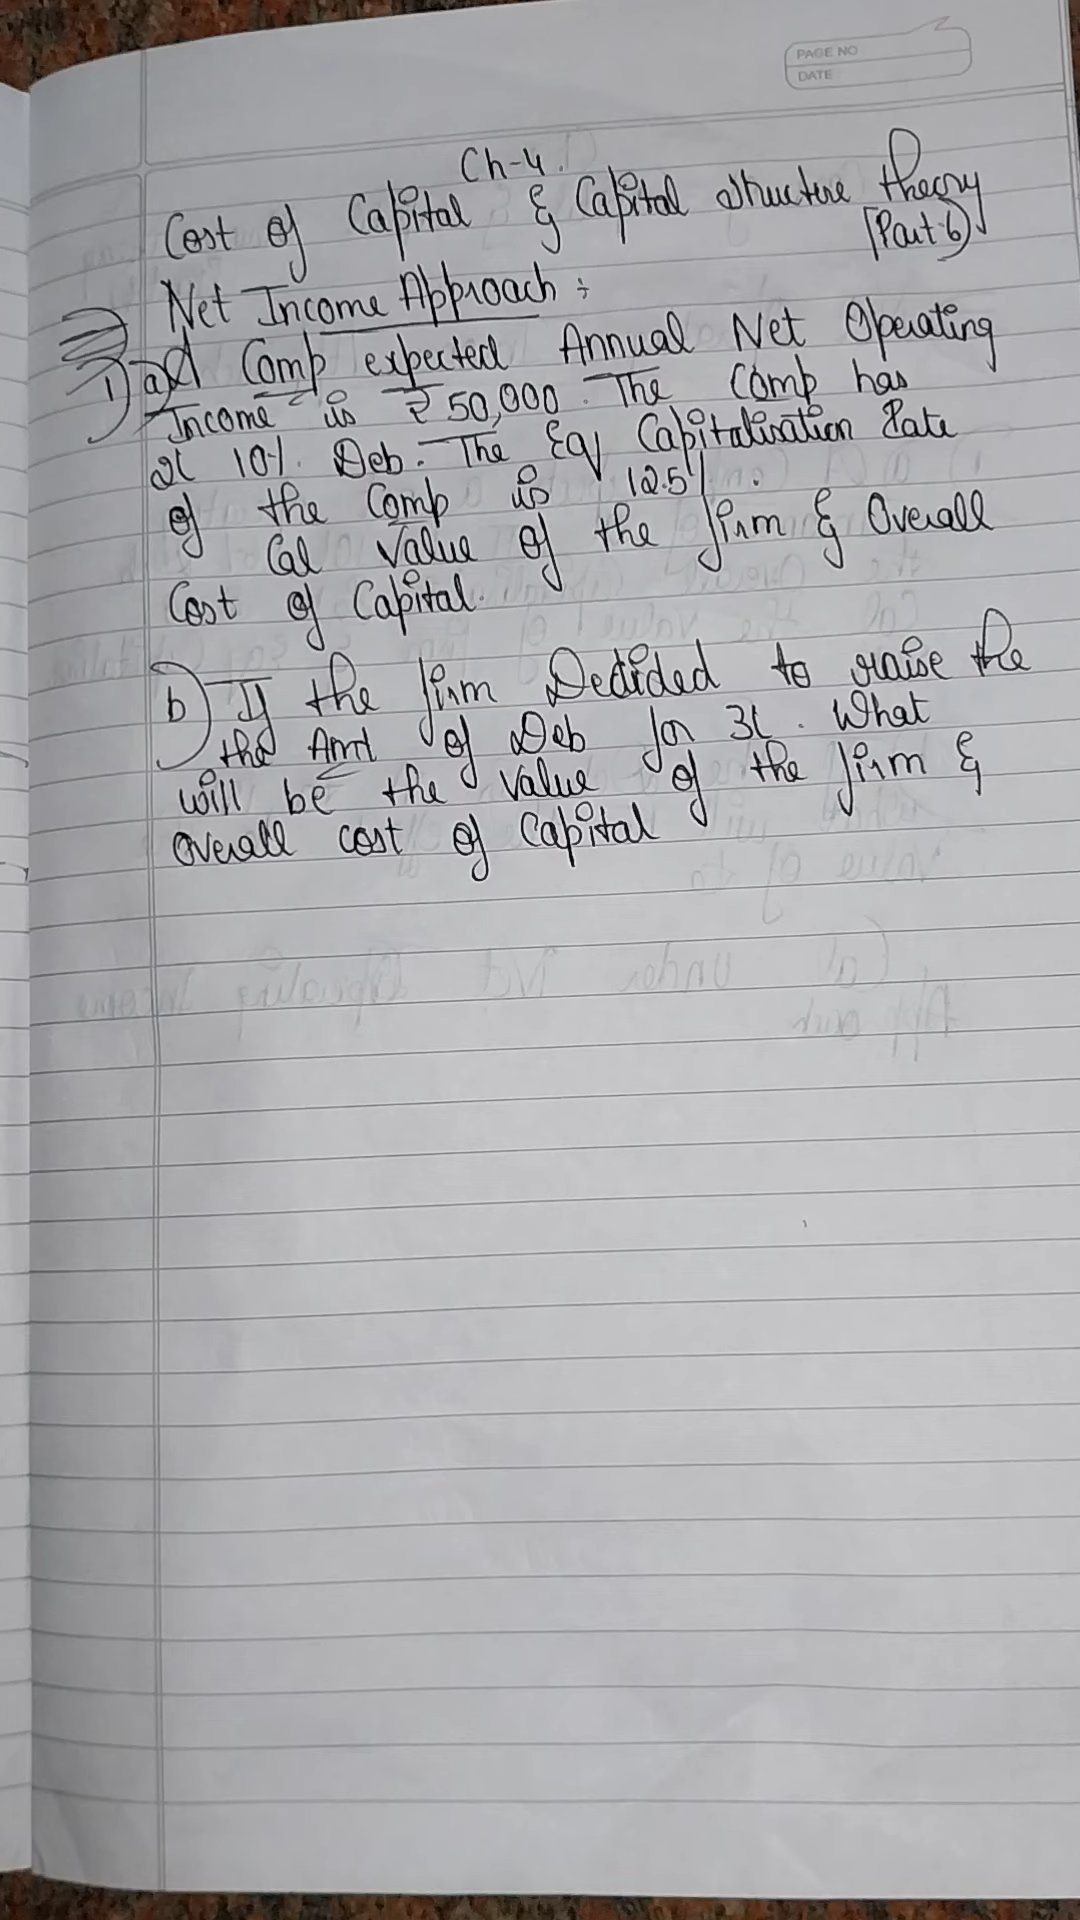 PAGE NO
DATE
Ch-4.
Cost of Capital & Capital structure theory
(Part-6)
Net Income Approach :
1) a) A Comp expected Annual Net Operating
Income is ₹ 50,000. The Comp has
2L 10%. Deb. The Eq Capitalisation Rate
of the Comp is 12.5%.
Cal Value of the firm & Overall
Cost of Capital.
b) If the firm Decided to raise the
the Amt of Deb for 3L. What
will be the value of the firm &
overall cost of Capital